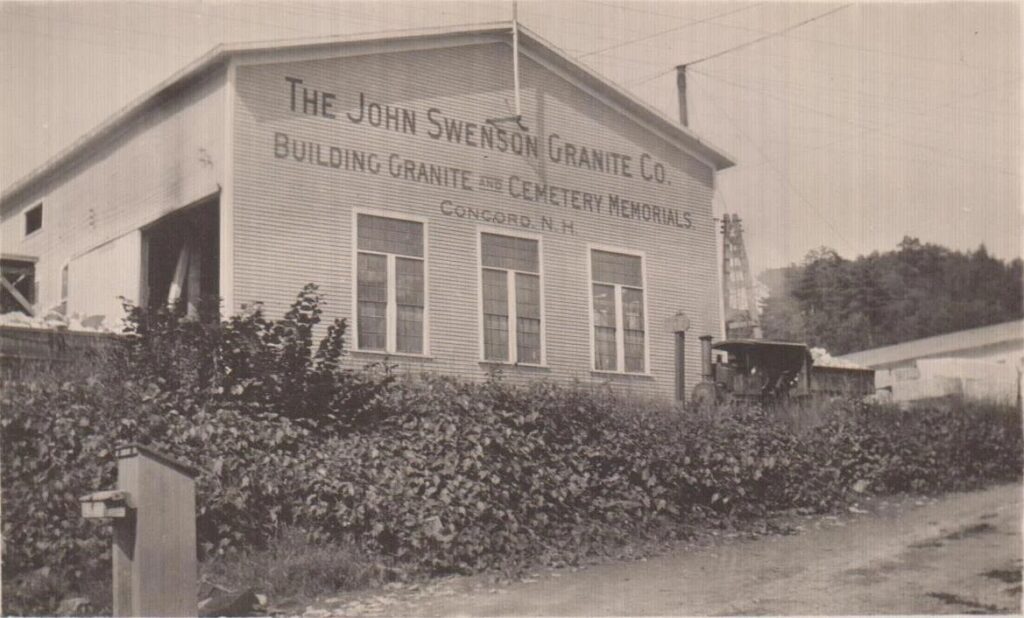 The John Swenson Granite Co.
Building Granite and Cemetery Memorials.
Concord, N.H.